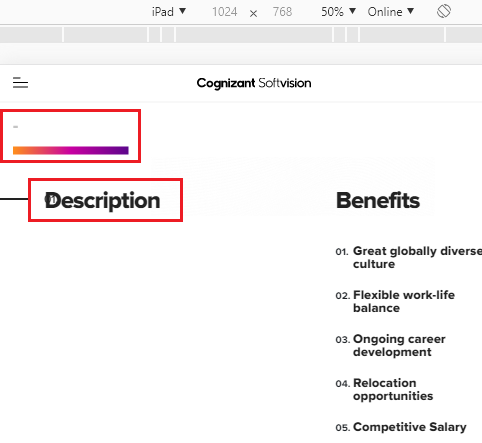 iPad ▼ 1024 × 768 50% ▼ Online ▼
Cognizant Softvision
-
Description
Benefits
01. Great globally diverse
culture
02. Flexible work-life
balance
03. Ongoing career
development
04. Relocation
opportunities
05. Competitive Salary